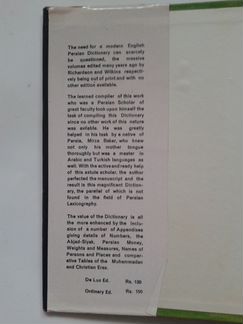 The need for a modern English
Persian Dictionary can scarcely
be questioned, the massive
volumes edited many years ago by
Richardson and Wilkins respecti-
vely being out of print and with no
other edition available.
The learned compiler of this work
who was a Persian Scholar of
great faculty took upon himself the
task of compiling this Dictionary
since no other work of this nature
was avilable. He was greatly
helped in his task by a native of
Persia, Mirza Baker, who knew
not only his mother tongue
thoroughly but was a master in
Arabic and Turkish languages as
well. With the active and ready help
of this astute scholar, the author
perfected the manuscript and the
result is this magnificent Diction-
ary, the parallel of which is not
found in the field of Persian
Lexicography.
The value of the Dictionary is all
the more enhanced by the inclu-
sion of a number of Appendixes
giving details of Numbers, the
Abjad-Siyak, Persian Money,
Weights and Measures, Names of
Persons and Places and compar-
ative Tables of the Muhammadan
and Christian Eras.
De Lux Ed. Rs.
Ordinary Ed. Rs.